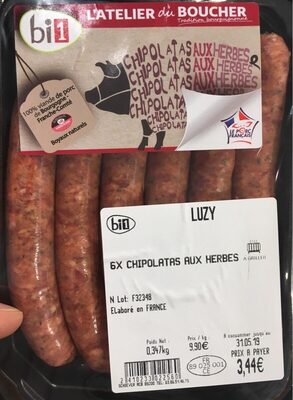 bi1
L'ATELIER du BOUCHER
Tradition bourguignonne
CHIPOLATAS AUX HERBES
CHIPOLATAS AUX HERBES
CHIPOLATAS AUX HERBES
100% viande de porc
de Bourgogne
Franche-Comté
Boyaux naturels
LE PORC
FRANÇAIS
bi1
LUZY
6X CHIPOLATAS AUX HERBES
A GRILLER
N Lot: F32348
Elaboré en FRANCE
Poids Net:
0.347kg
Prix / kg
9.90€
A consommer jusqu'au
31.05.19
PRIX A PAYER
3,44€
FR
89 025 001
CE